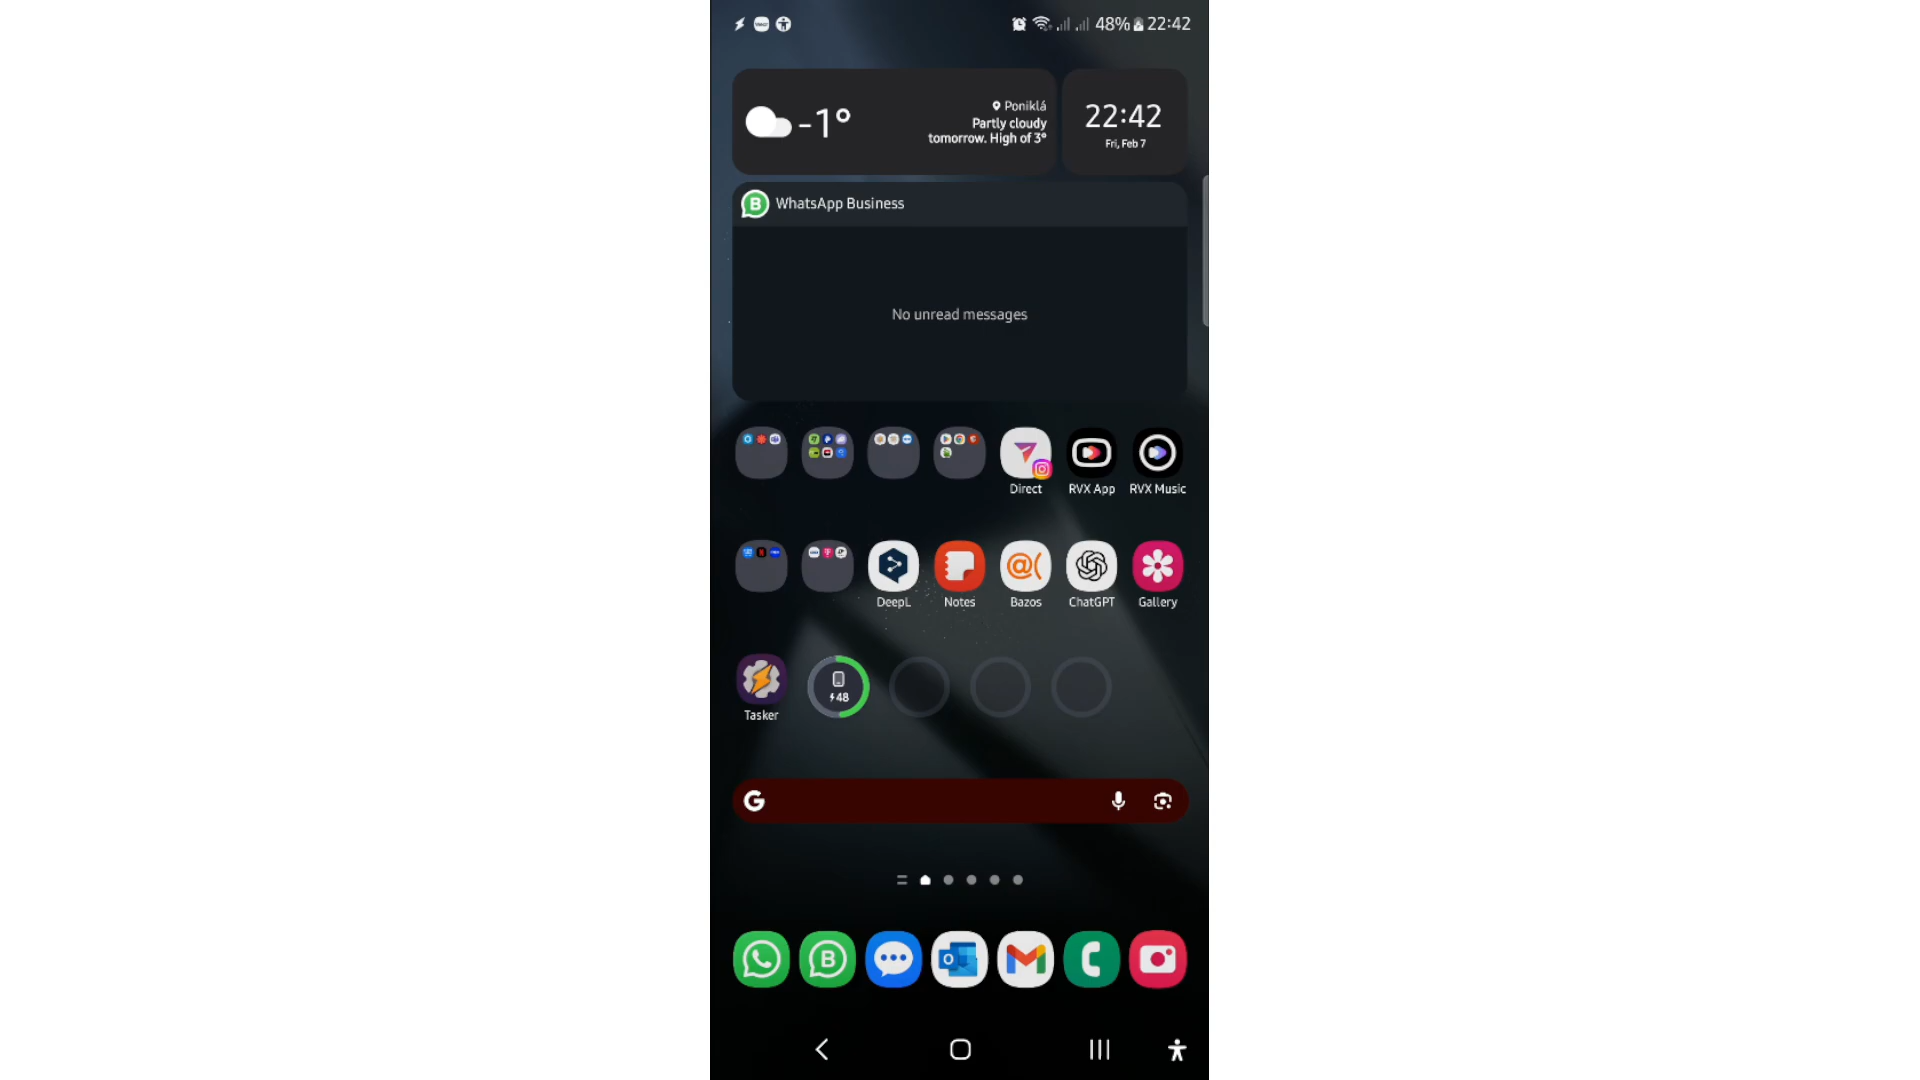 48% 22:42
-1°
Poniklá
Partly cloudy
tomorrow. High of 3°
22:42
Fri, Feb 7
WhatsApp Business
No unread messages
Direct
RVX App
RVX Music
DeepL
Notes
Bazos
ChatGPT
Gallery
Tasker
48